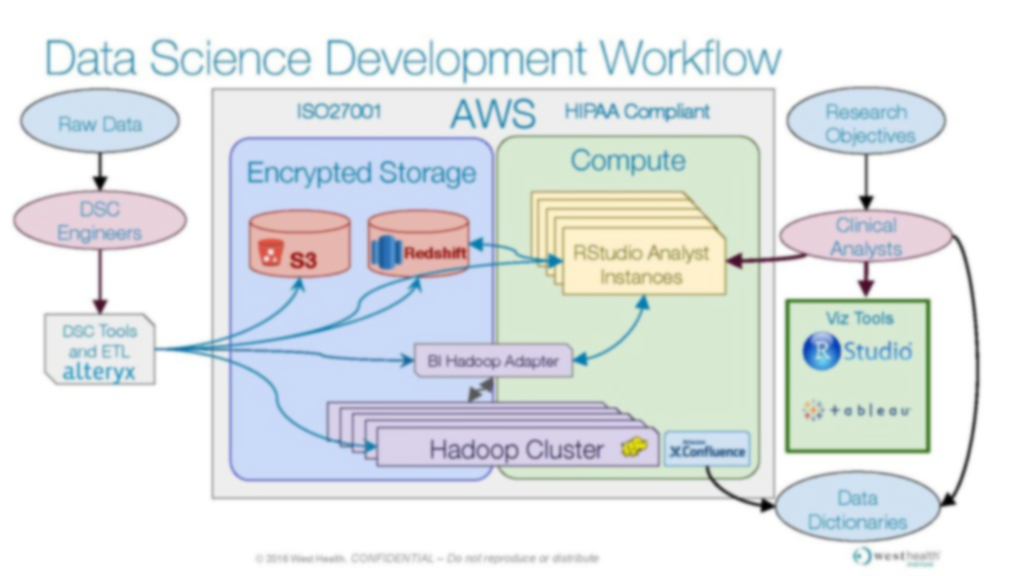 Data Science Development Workflow
Raw Data
DSC
Engineers
DSC Tools
and ETL
alteryx
ISO27001
AWS
HIPAA Compliant
Encrypted Storage
S3
Redshift
Compute
RStudio Analyst
Instances
BI Hadoop Adapter
Hadoop Cluster
Confluence
Research
Objectives
Clinical
Analysts
Viz Tools
R Studio
+ a b l e a u
Data
Dictionaries
© 2016 West Health. CONFIDENTIAL – Do not reproduce or distribute
westhealth